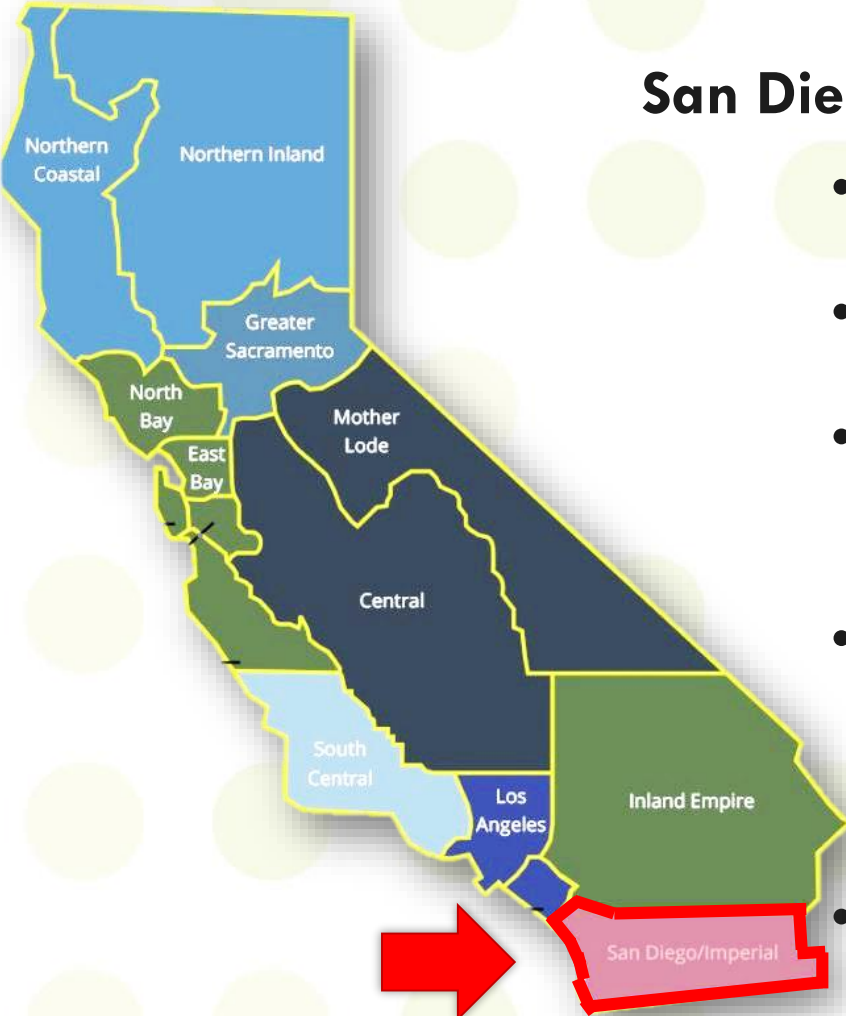 San Die
•
•
•
•
•
Northern
Coastal
Northern Inland
Greater
Sacramento
North
Bay
East
Bay
Mother
Lode
Central
South
Central
Los
Angeles
Inland Empire
San Diego/Imperial